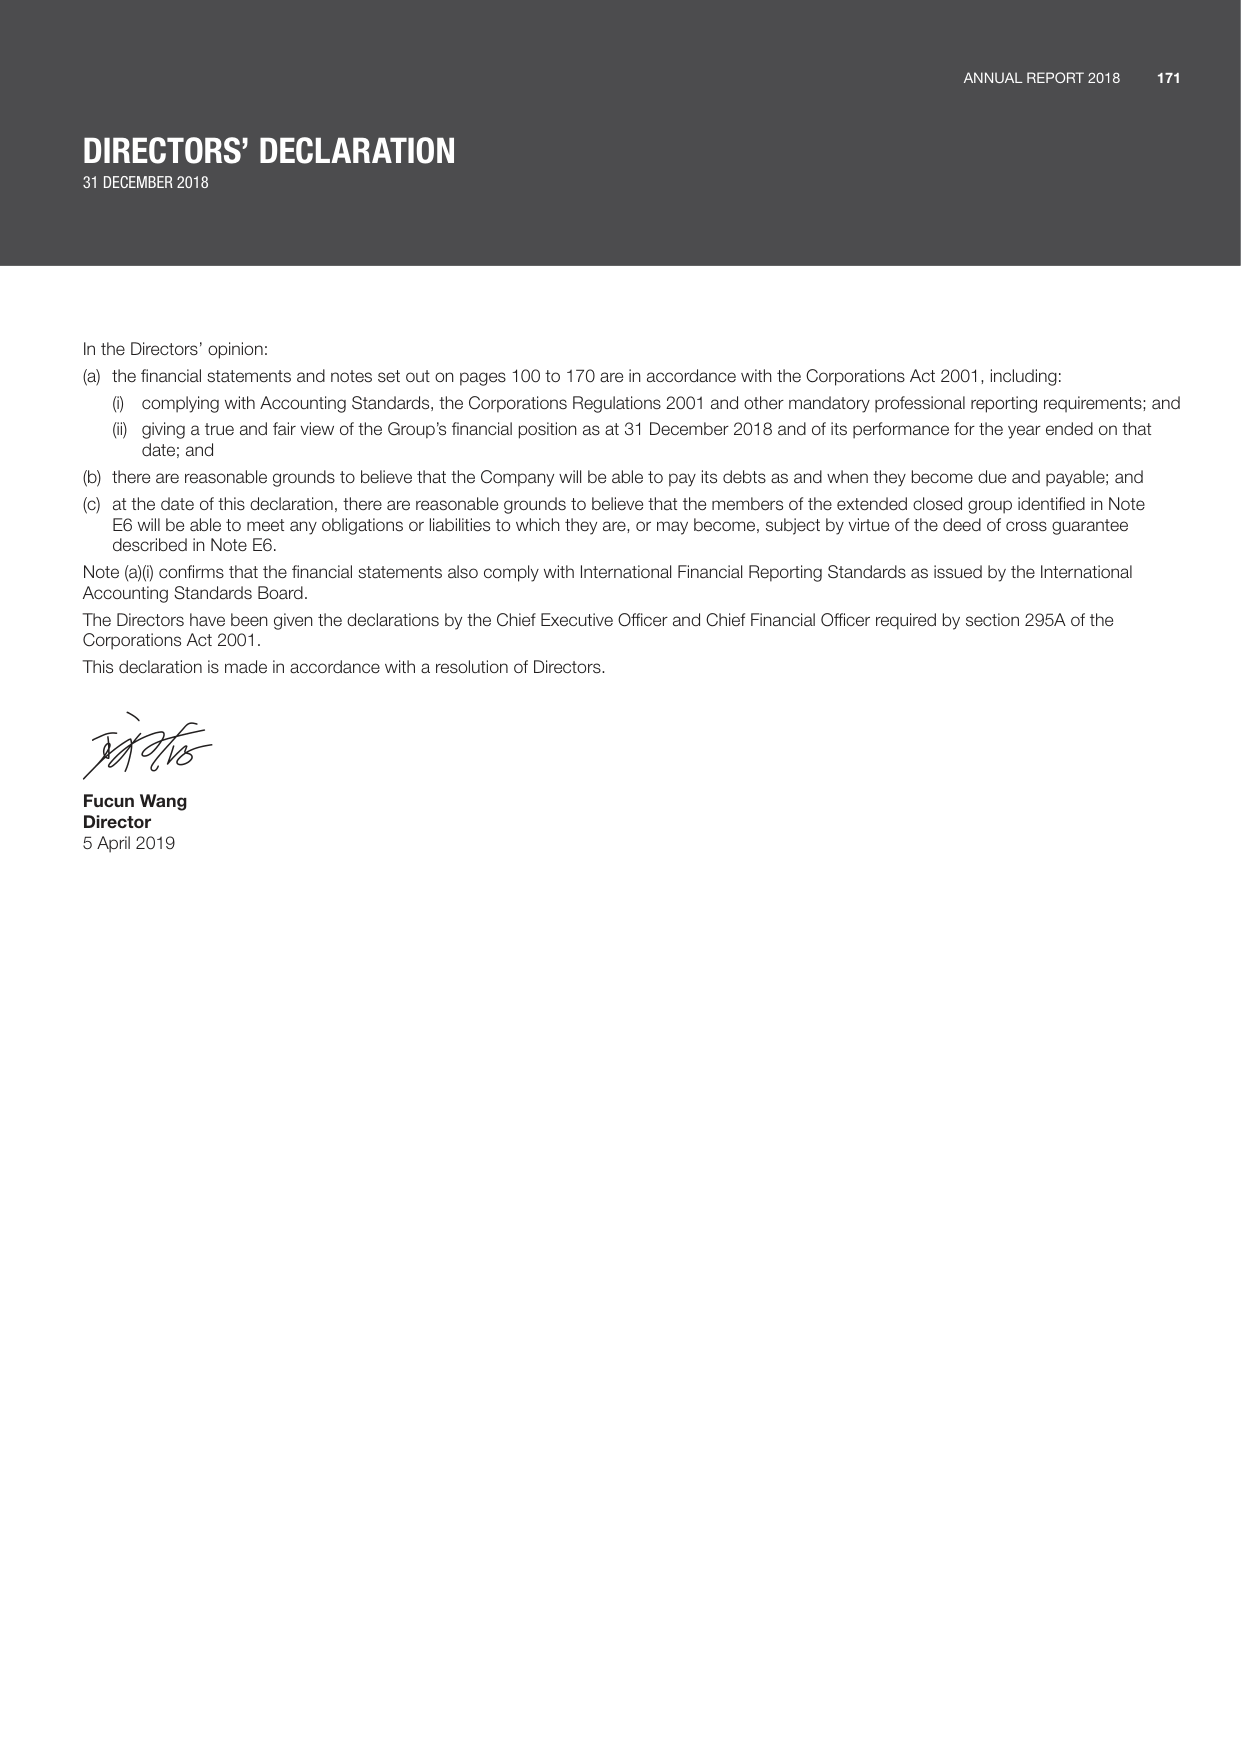 ANNUAL REPORT 2018 171
DIRECTORS’ DECLARATION
31 DECEMBER 2018
In the Directors’ opinion:
(a) the financial statements and notes set out on pages 100 to 170 are in accordance with the Corporations Act 2001, including:
(i) complying with Accounting Standards, the Corporations Regulations 2001 and other mandatory professional reporting requirements; and
(ii) giving a true and fair view of the Group’s financial position as at 31 December 2018 and of its performance for the year ended on that
date; and
(b) there are reasonable grounds to believe that the Company will be able to pay its debts as and when they become due and payable; and
(c) at the date of this declaration, there are reasonable grounds to believe that the members of the extended closed group identified in Note
E6 will be able to meet any obligations or liabilities to which they are, or may become, subject by virtue of the deed of cross guarantee
described in Note E6.
Note (a)(i) confirms that the financial statements also comply with International Financial Reporting Standards as issued by the International
Accounting Standards Board.
The Directors have been given the declarations by the Chief Executive Officer and Chief Financial Officer required by section 295A of the
Corporations Act 2001.
This declaration is made in accordance with a resolution of Directors.
Fucun Wang
Director
5 April 2019